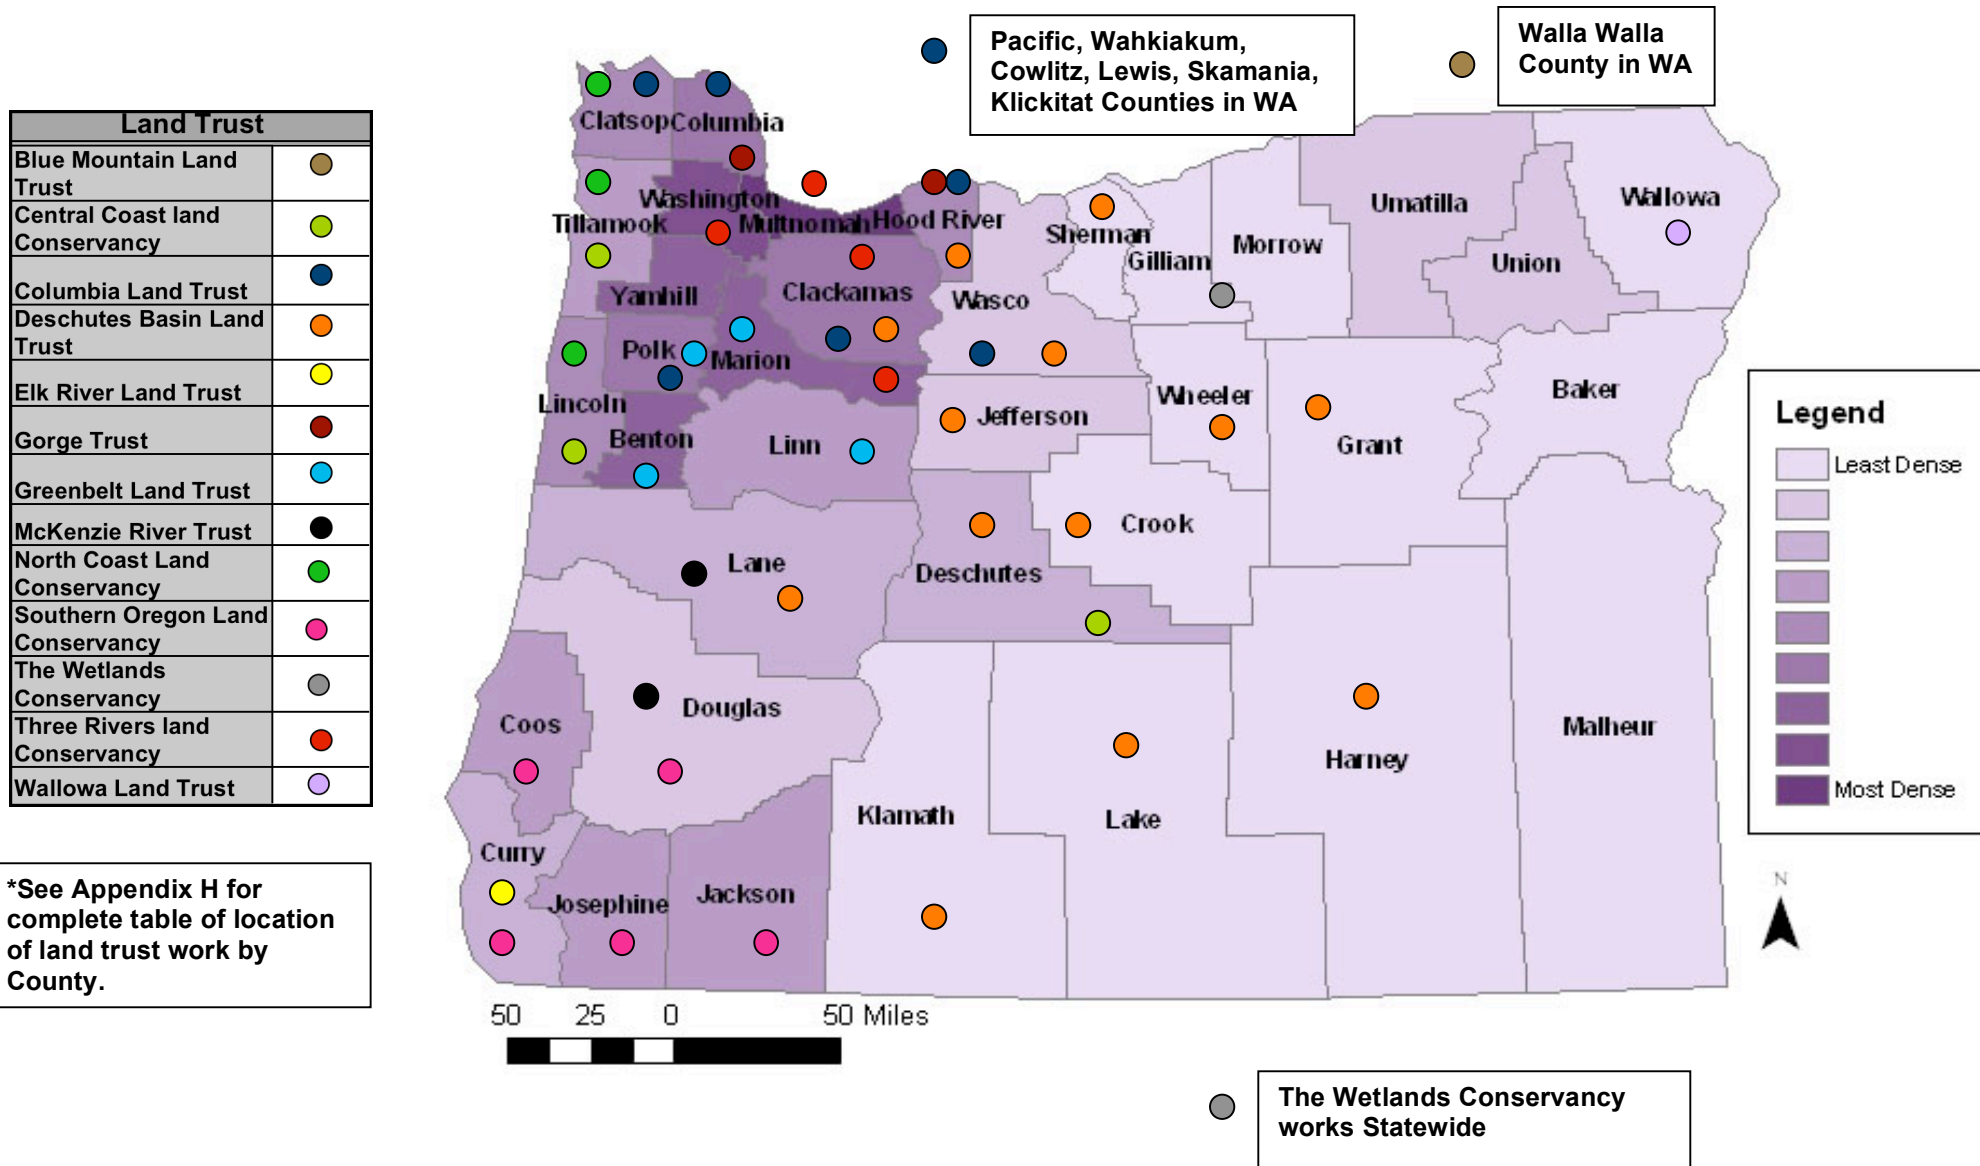 Pacific, Wahkiakum,
Cowlitz, Lewis, Skamania,
Klickitat Counties in WA
Walla Walla
County in WA
Land Trust
Blue Mountain Land
Trust
Central Coast land
Conservancy
Columbia Land Trust
Deschutes Basin Land
Trust
Elk River Land Trust
Gorge Trust
Greenbelt Land Trust
McKenzie River Trust
North Coast Land
Conservancy
Southern Oregon Land
Conservancy
The Wetlands
Conservancy
Three Rivers land
Conservancy
Wallowa Land Trust
*See Appendix H for
complete table of location
of land trust work by
County.
Clatsop
Columbia
Washington
Tillamook
Multnomah
Hood River
Sherman
Gilliam
Morrow
Umatilla
Union
Wallowa
Yamhill
Clackamas
Wasco
Polk
Marion
Lincoln
Benton
Linn
Jefferson
Wheeler
Grant
Baker
Crook
Lane
Deschutes
Douglas
Coos
Curry
Josephine
Jackson
Klamath
Lake
Harney
Malheur
Legend
Least Dense
Most Dense
N
50 25 0 50 Miles
The Wetlands Conservancy
works Statewide